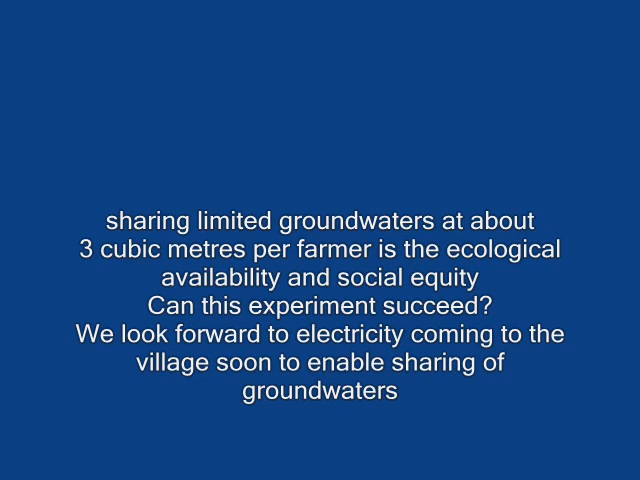 sharing limited groundwaters at about
3 cubic metres per farmer is the ecological
availability and social equity
Can this experiment succeed?
We look forward to electricity coming to the
village soon to enable sharing of
groundwaters